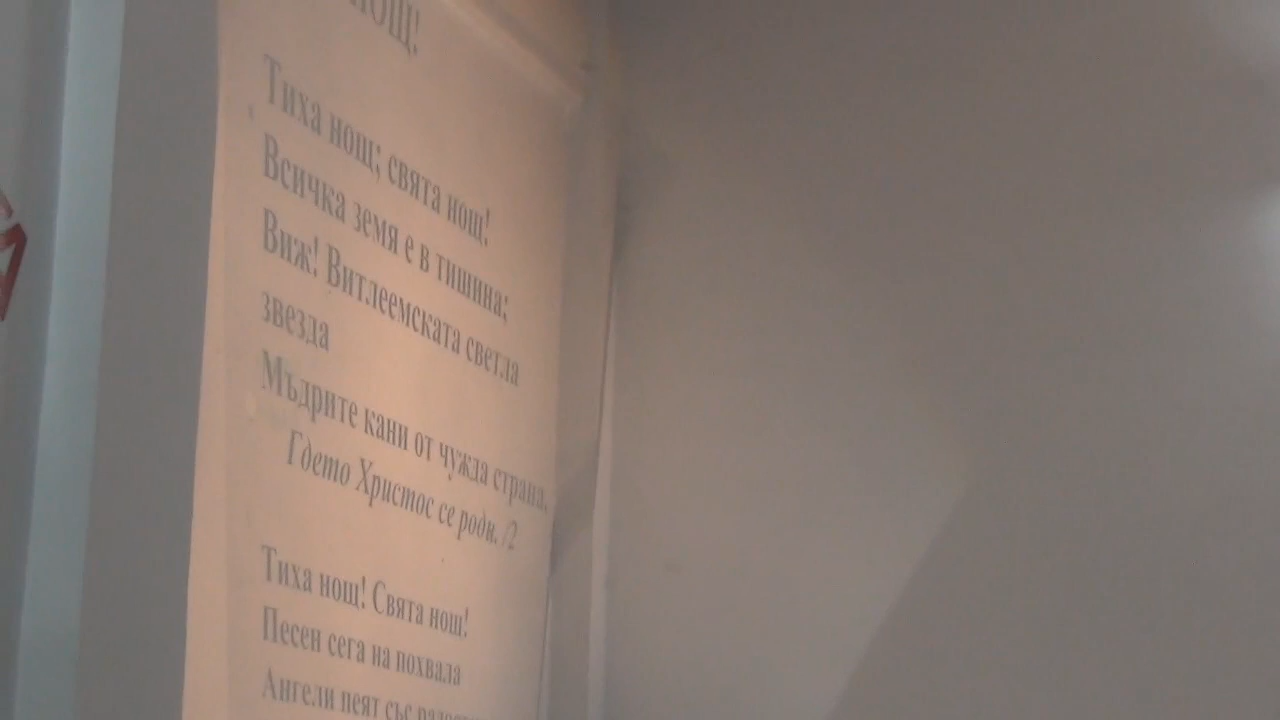 НОЩ!
Тиха нощ; свята нощ!
Всичка земя е в тишина;
Виж! Витлеемската светла
звезда
Мъдрите кани от чужда страна.
Гдето Христос се роди. /2
Тиха нощ! Свята нощ!
Песен сега на похвала
Ангели пеят със